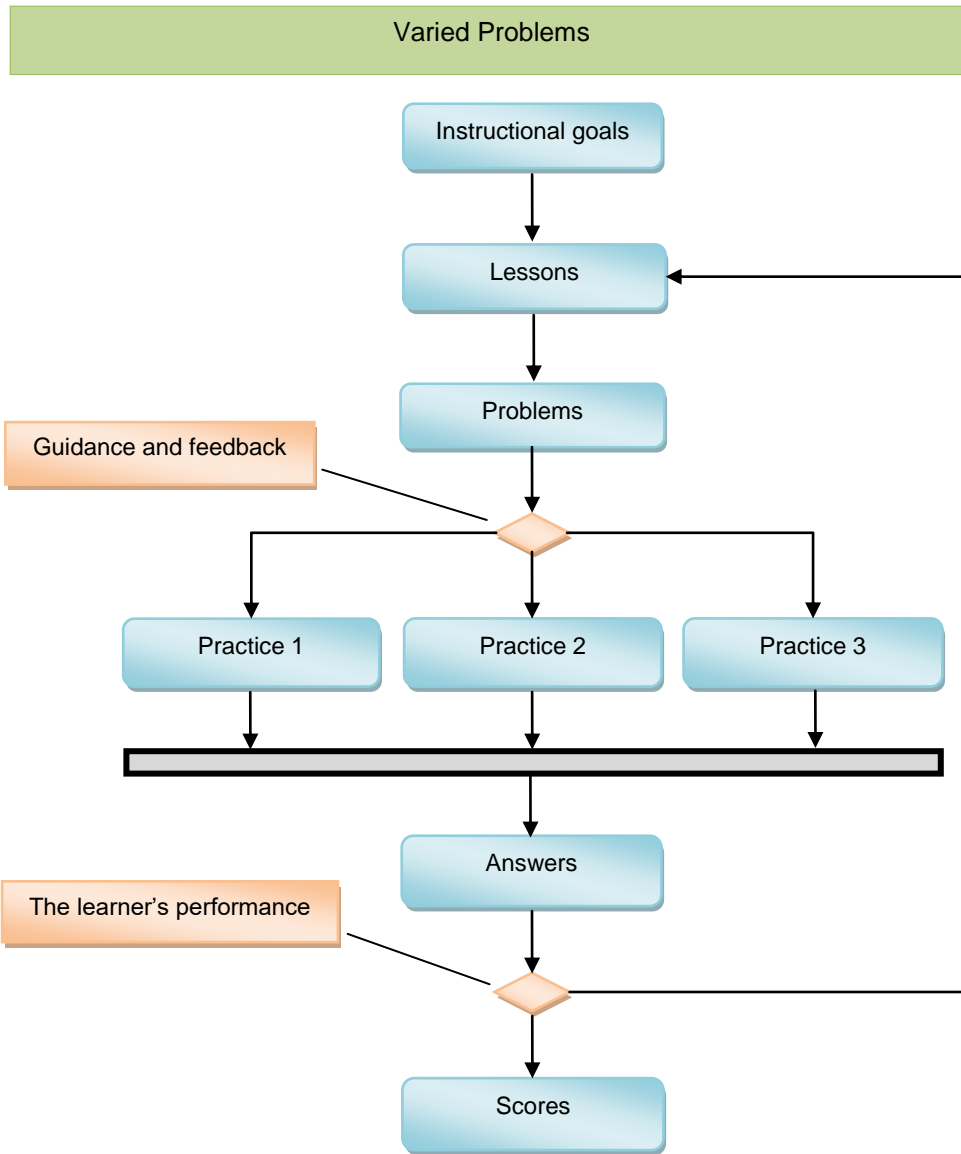 Varied Problems
Instructional goals
Lessons
Problems
Guidance and feedback
Practice 1
Practice 2
Practice 3
Answers
The learner’s performance
Scores